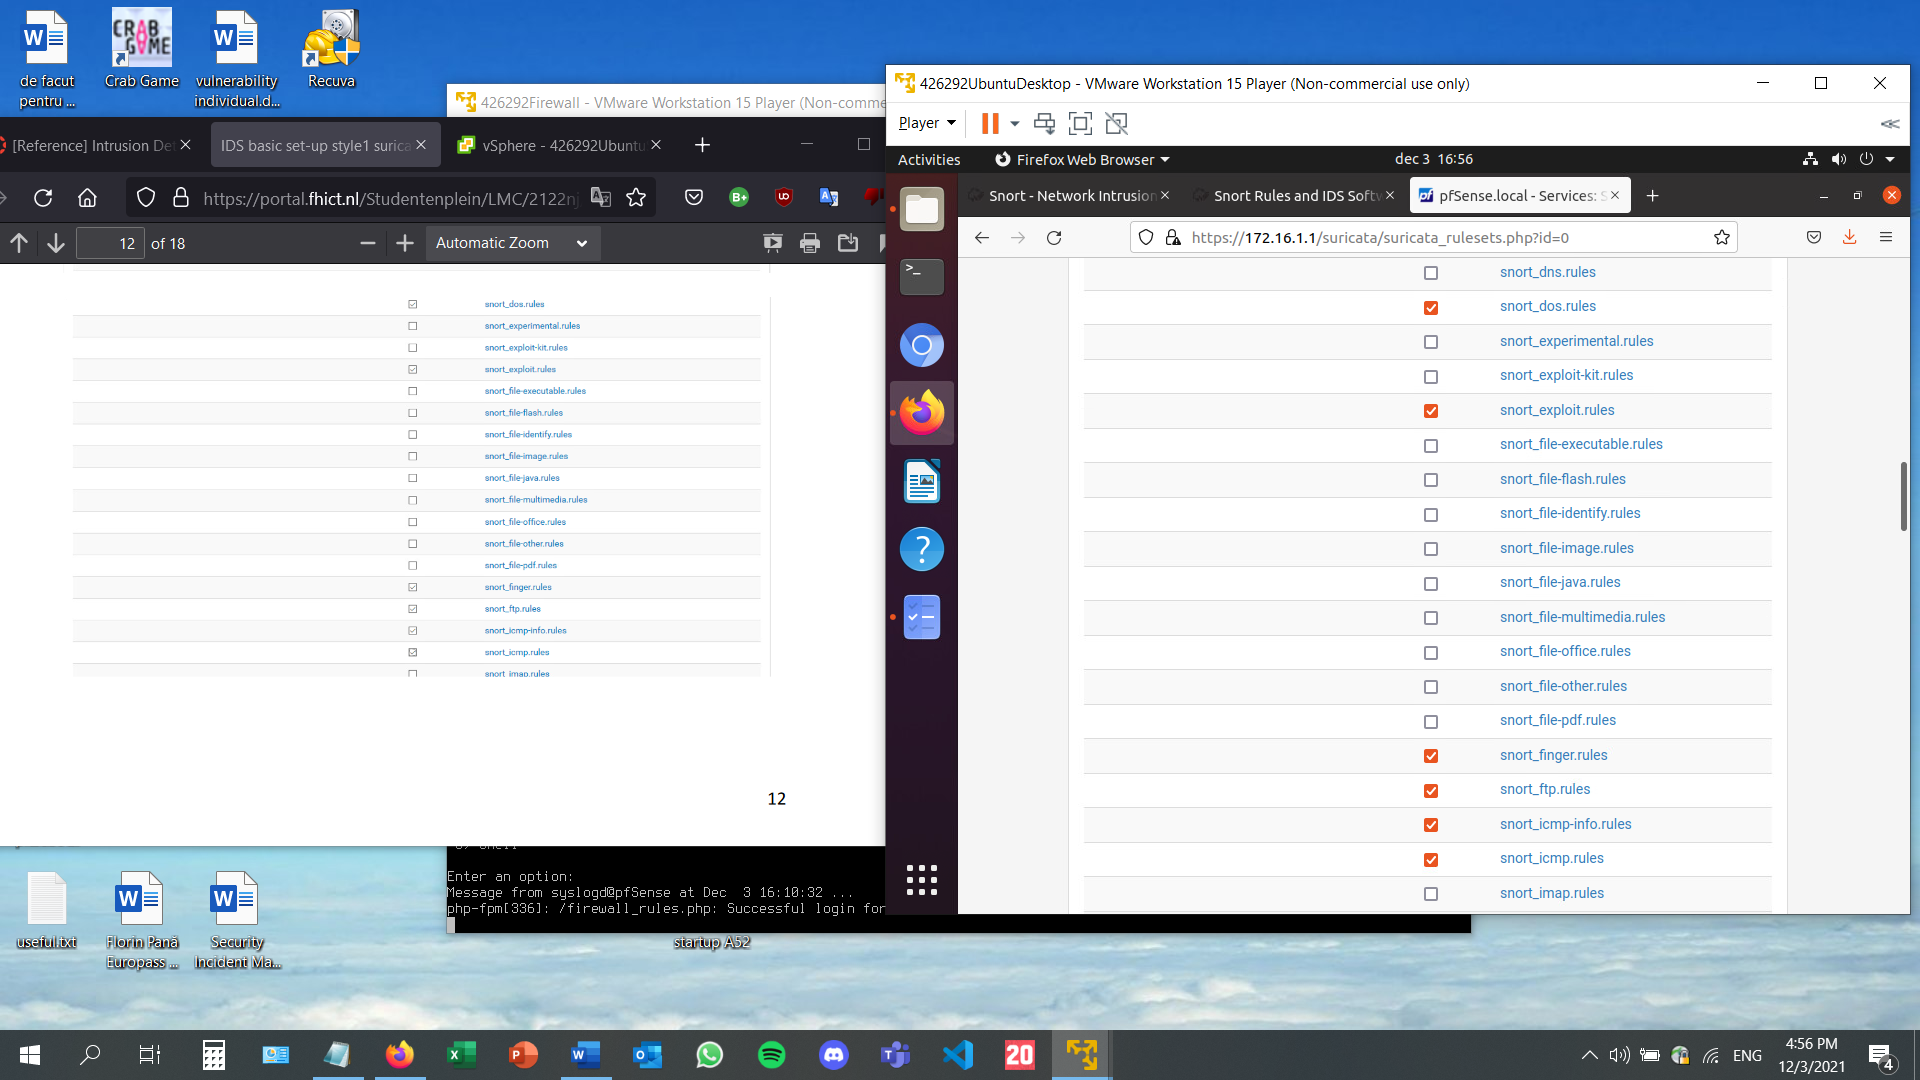 de facut
pentru ...
Crab Game
vulnerability
individual.d...
Recuva
CRAB
GAME
426292Firewall - VMware Workstation 15 Player (Non-comme
[Reference] Intrusion Det
IDS basic set-up style1 surica
vSphere - 426292Ubuntu
https://portal.fhict.nl/Studentenplein/LMC/2122nj
12 of 18
Automatic Zoom
snort_dos.rules
snort_experimental.rules
snort_exploit-kit.rules
snort_exploit.rules
snort_file-executable.rules
snort_file-flash.rules
snort_file-identify.rules
snort_file-image.rules
snort_file-java.rules
snort_file-multimedia.rules
snort_file-office.rules
snort_file-other.rules
snort_file-pdf.rules
snort_finger.rules
snort_ftp.rules
snort_icmp-info.rules
snort_icmp.rules
snort_imap.rules
12
Enter an option:
Message from syslogd@pfSense at Dec  3 16:10:32 ...
php-fpm[336]: /firewall_rules.php: Successful login for
426292UbuntuDesktop - VMware Workstation 15 Player (Non-commercial use only)
Player
Activities
Firefox Web Browser
dec 3  16:56
Snort - Network Intrusion
Snort Rules and IDS Softw
pfSense.local - Services: S
https://172.16.1.1/suricata/suricata_rulesets.php?id=0
snort_dns.rules
snort_dos.rules
snort_experimental.rules
snort_exploit-kit.rules
snort_exploit.rules
snort_file-executable.rules
snort_file-flash.rules
snort_file-identify.rules
snort_file-image.rules
snort_file-java.rules
snort_file-multimedia.rules
snort_file-office.rules
snort_file-other.rules
snort_file-pdf.rules
snort_finger.rules
snort_ftp.rules
snort_icmp-info.rules
snort_icmp.rules
snort_imap.rules
useful.txt
Florin Pană
Europass ...
Security
Incident Ma...
startup A52
20
ENG
4:56 PM
12/3/2021
4